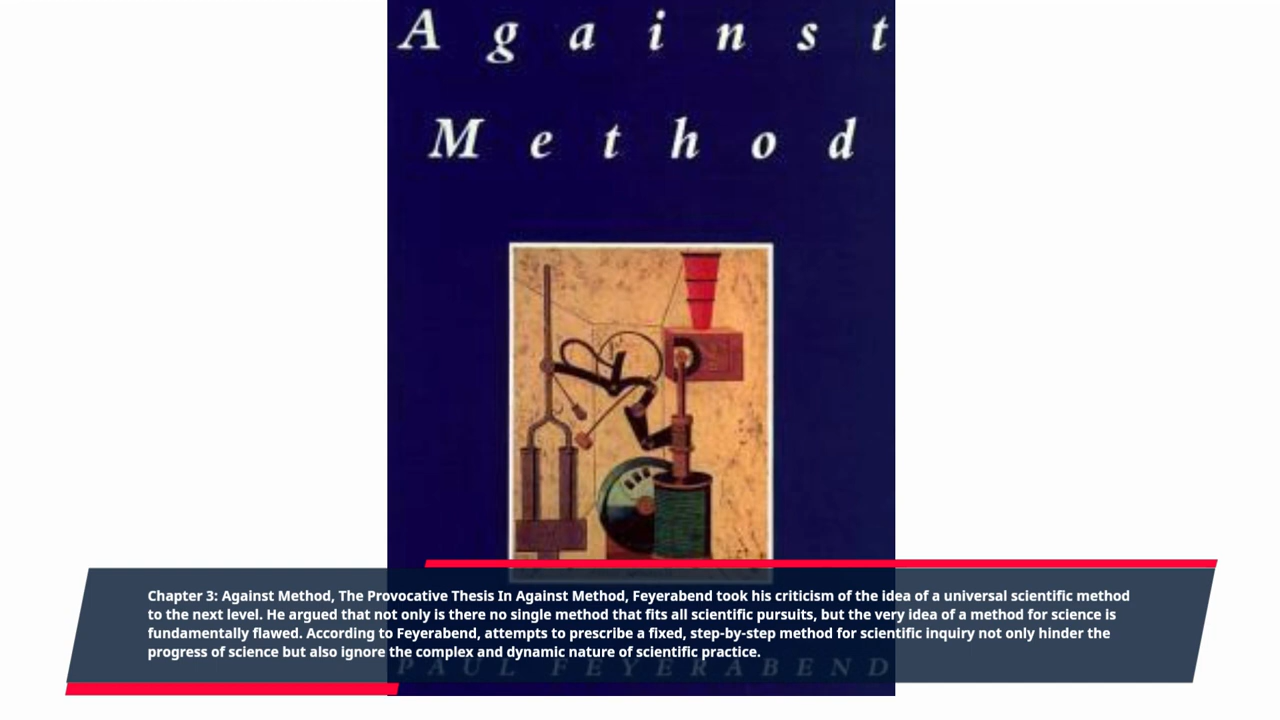 Against
Method
Chapter 3: Against Method, The Provocative Thesis In Against Method, Feyerabend took his criticism of the idea of a universal scientific method
to the next level. He argued that not only is there no single method that fits all scientific pursuits, but the very idea of a method for science is
fundamentally flawed. According to Feyerabend, attempts to prescribe a fixed, step-by-step method for scientific inquiry not only hinder the
progress of science but also ignore the complex and dynamic nature of scientific practice.
PAUL FEYERABEND